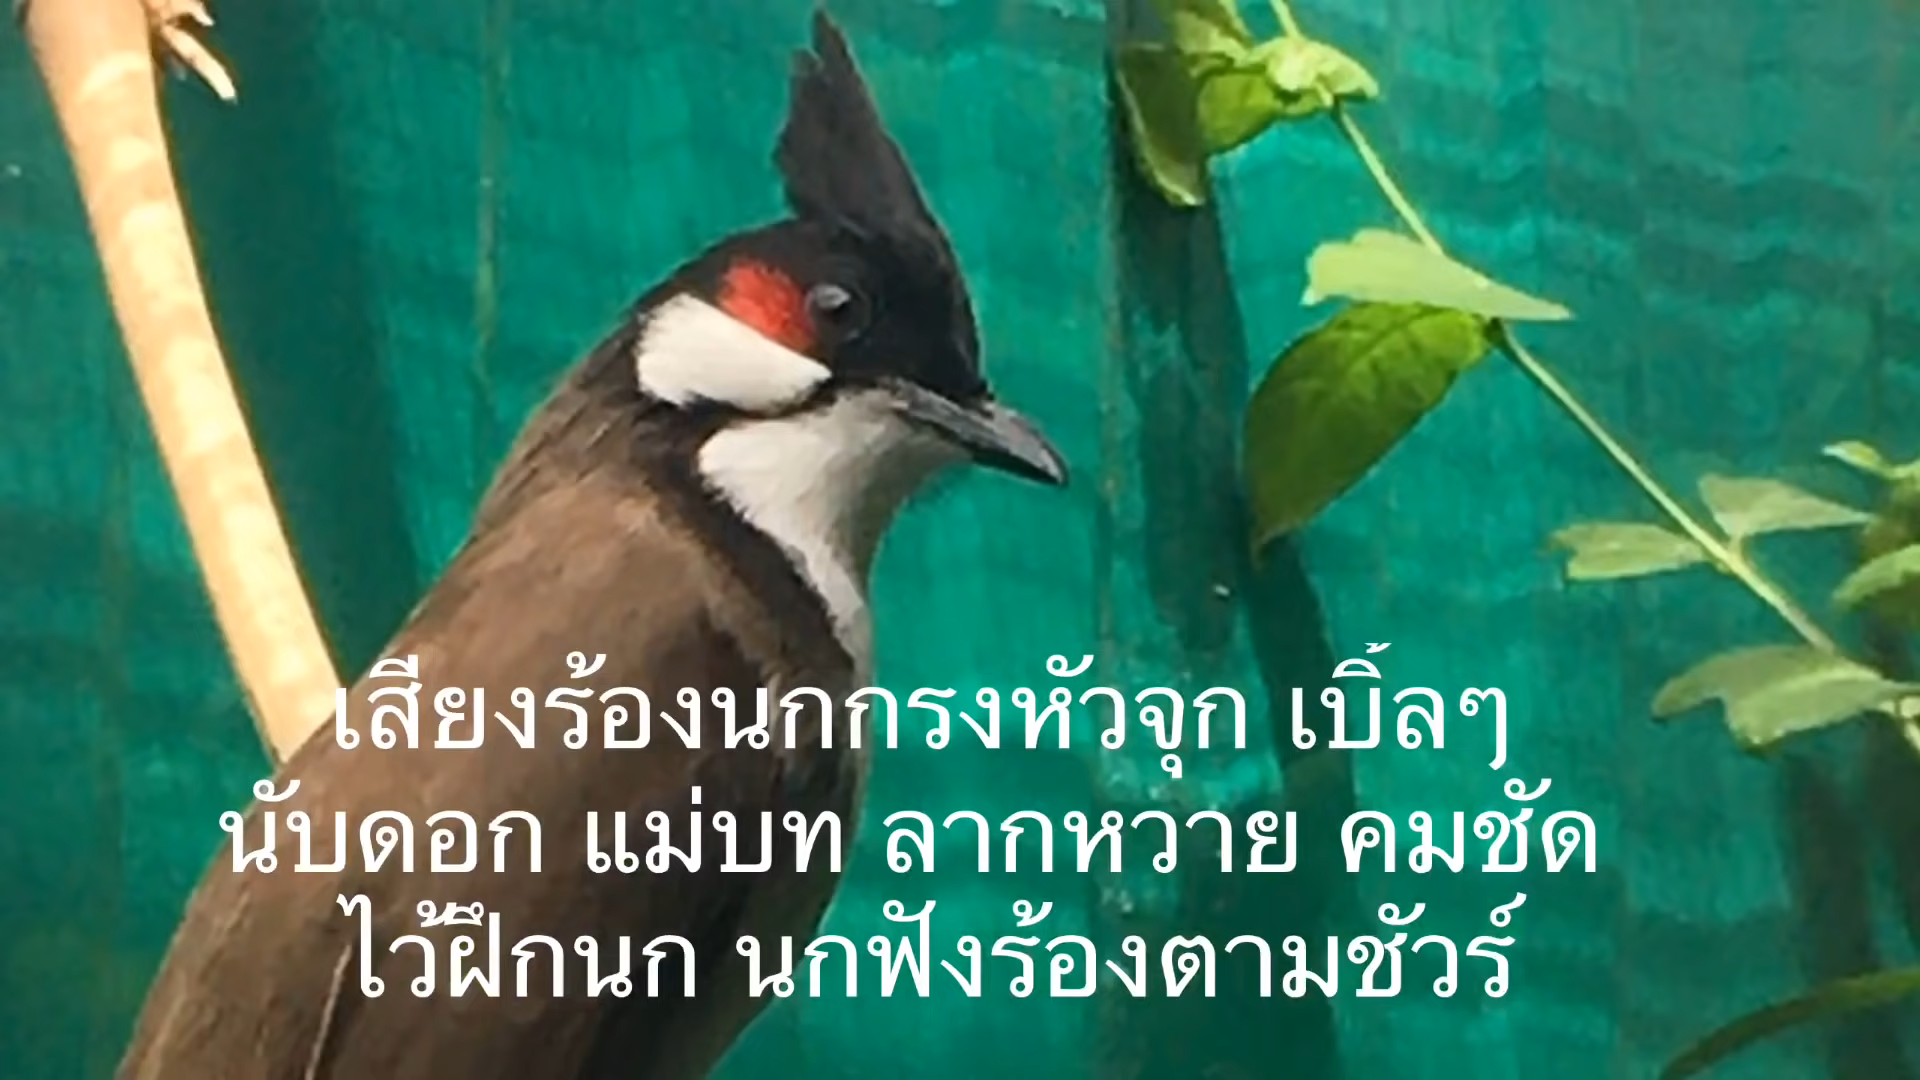 เสียงร้องนกกรงหัวจุก เบิ้ลๆ
นับดอก แม่บท ลากหวาย คมชัด
ไว้ฝึกนก นกฟังร้องตามชัวร์